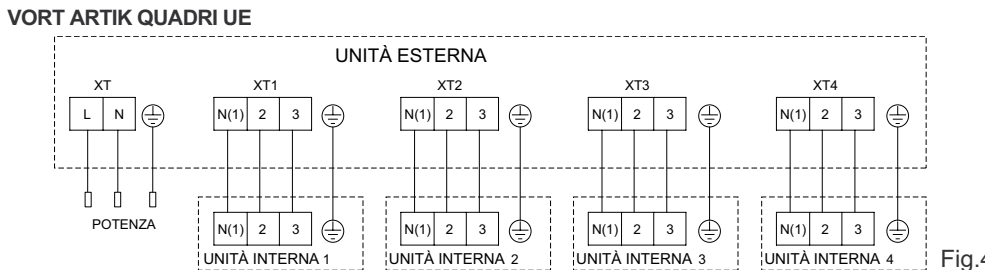 VORT ARTIK QUADRI UE
UNITÀ ESTERNA
XT XT1 XT2 XT3 XT4
L N N(1) 2 3 N(1) 2 3 N(1) 2 3 N(1) 2 3
POTENZA
N(1) 2 3 N(1) 2 3 N(1) 2 3 N(1) 2 3
UNITÀ INTERNA 1 UNITÀ INTERNA 2 UNITÀ INTERNA 3 UNITÀ INTERNA 4
Fig.4